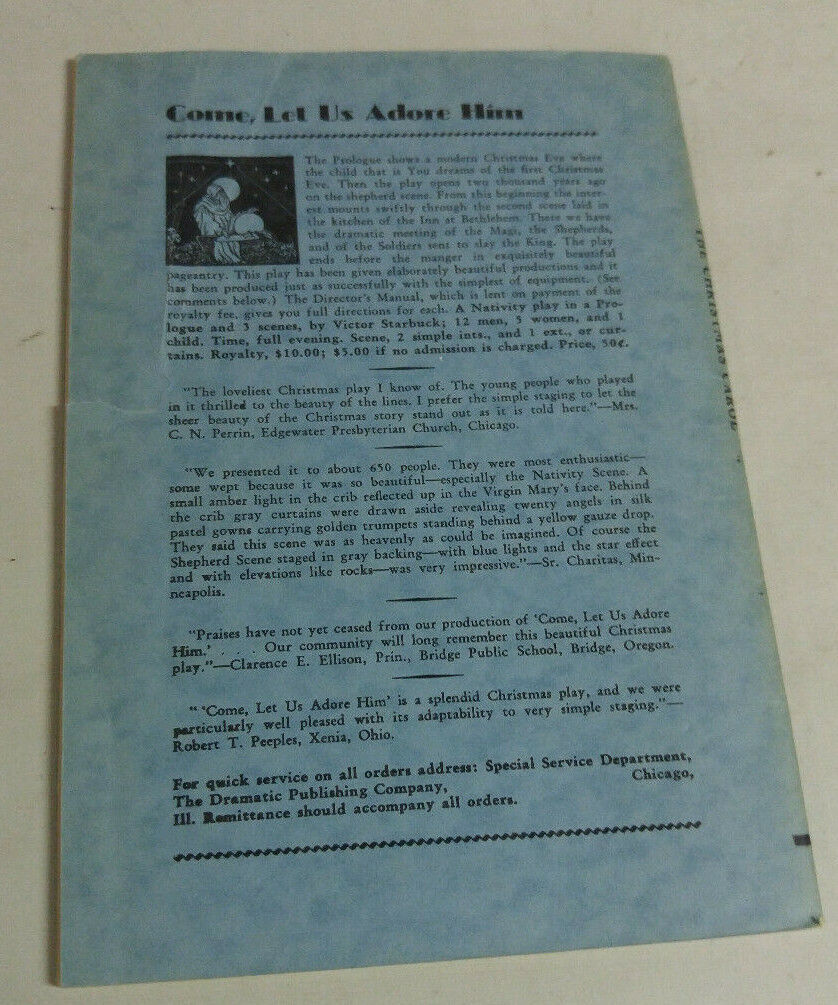 Come, Let Us Adore Him
The Prologue shows a modern Christmas Eve where
the child that is You dreams of the first Christmas
Eve. Then the play opens two thousand years ago
on the shepherd scene. From this beginning the inter-
est mounts swiftly through the second scene laid in
the kitchen of the Inn at Bethlehem. There we have
the dramatic meeting of the Magi, the Shepherds,
and of the Soldiers sent to slay the King. The play
ends before the manger in exquisitely beautiful
pageantry. This play has been given elaborately beautiful productions and it
has been produced just as successfully with the simplest of equipment. (See
comments below.) The Director's Manual, which is lent on payment of the
royalty fee, gives you full directions for each. A Nativity play in a Pro-
logue and 3 scenes, by Victor Starbuck; 12 men, 5 women, and 1
child. Time, full evening. Scene, 2 simple ints., and 1 ext., or cur-
tains. Royalty, $10.00; $5.00 if no admission is charged. Price, 50¢.
"The loveliest Christmas play I know of. The young people who played
in it thrilled to the beauty of the lines. I prefer the simple staging to let the
sheer beauty of the Christmas story stand out as it is told here."—Mrs.
C. N. Perrin, Edgewater Presbyterian Church, Chicago.
"We presented it to about 650 people. They were most enthusiastic—
some wept because it was so beautiful—especially the Nativity Scene. A
small amber light in the crib reflected up in the Virgin Mary's face. Behind
the crib gray curtains were drawn aside revealing twenty angels in silk
pastel gowns carrying golden trumpets standing behind a yellow gauze drop.
They said this scene was as heavenly as could be imagined. Of course the
Shepherd Scene staged in gray backing—with blue lights and the star effect
and with elevations like rocks—was very impressive."—Sr. Charitas, Min-
neapolis.
"Praises have not yet ceased from our production of 'Come, Let Us Adore
Him.' . . . Our community will long remember this beautiful Christmas
play."—Clarence E. Ellison, Prin., Bridge Public School, Bridge, Oregon.
" 'Come, Let Us Adore Him' is a splendid Christmas play, and we were
particularly well pleased with its adaptability to very simple staging."—
Robert T. Peeples, Xenia, Ohio.
For quick service on all orders address: Special Service Department,
The Dramatic Publishing Company, Chicago,
Ill. Remittance should accompany all orders.
THE CHRISTMAS CAROL